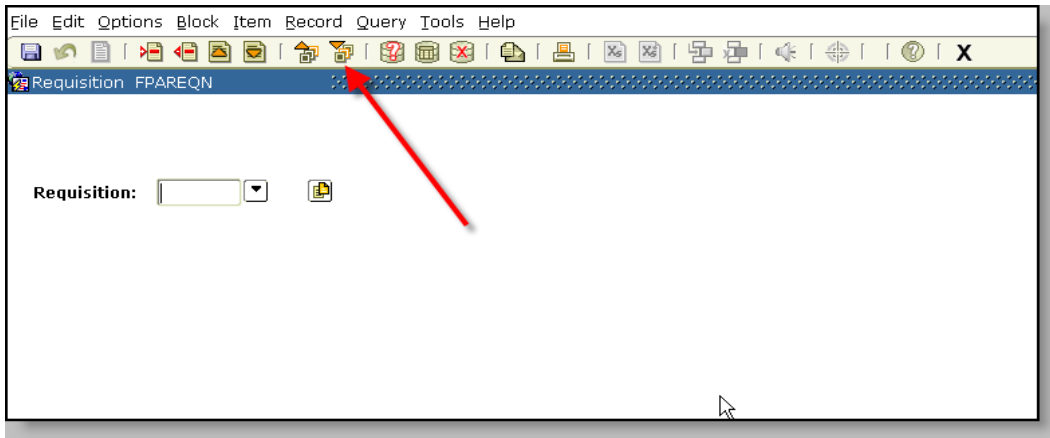 File Edit Options Block Item Record Query Tools Help
Requisition FPAREQN
Requisition: